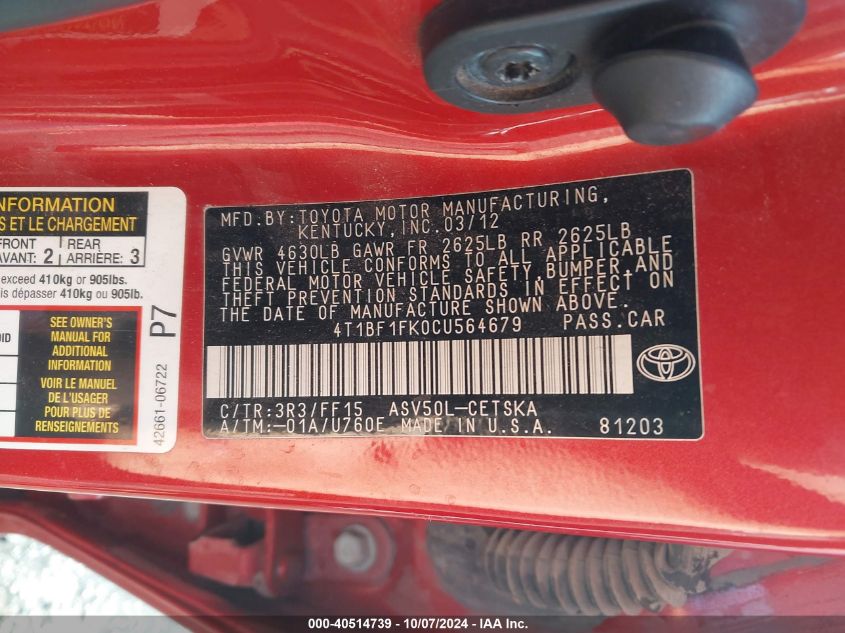 NFORMATION
S ET LE CHARGEMENT
FRONT
AVANT: 2
REAR
ARRIÈRE: 3
exceed 410kg or 905lbs.
is dépasser 410kg ou 905lb.
SEE OWNER'S
MANUAL FOR
ADDITIONAL
INFORMATION
VOIR LE MANUEL
DE L'USAGER
POUR PLUS DE
RENSEIGNEMENTS
P7
42661-06722
MFD.BY:TOYOTA MOTOR MANUFACTURING,
KENTUCKY,INC.03/12
GVWR 4630LB GAWR FR 2625LB RR 2625LB
THIS VEHICLE CONFORMS TO ALL APPLICABLE
FEDERAL MOTOR VEHICLE SAFETY,BUMPER,AND
THEFT PREVENTION STANDARDS IN EFFECT ON
THE DATE OF MANUFACTURE SHOWN ABOVE.
4T1BF1FK0CU564679 PASS.CAR
C/TR:3R3/FF15 ASV50L-CETSKA
A/TM:-01A/U760E MADE IN U.S.A. 81203
000-40514739 - 10/07/2024 - IAA Inc.